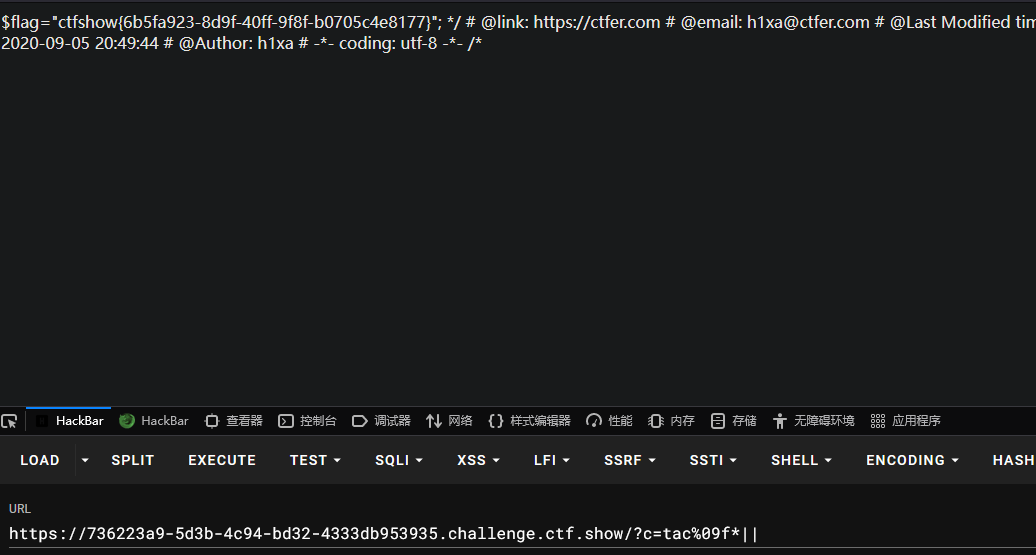 $flag="ctfshow{6b5fa923-8d9f-40ff-9f8f-b0705c4e8177}"; */ # @link: https://ctfer.com # @email: h1xa@ctfer.com # @Last Modified tim
2020-09-05 20:49:44 # @Author: h1xa # -*- coding: utf-8 -*- /*
HackBar HackBar 查看器 控制台 调试器 网络 样式编辑器 性能 内存 存储 无障碍环境 应用程序
LOAD SPLIT EXECUTE TEST SQLI XSS LFI SSRF SSTI SHELL ENCODING HASH
URL
https://736223a9-5d3b-4c94-bd32-4333db953935.challenge.ctf.show/?c=tac%09f*||